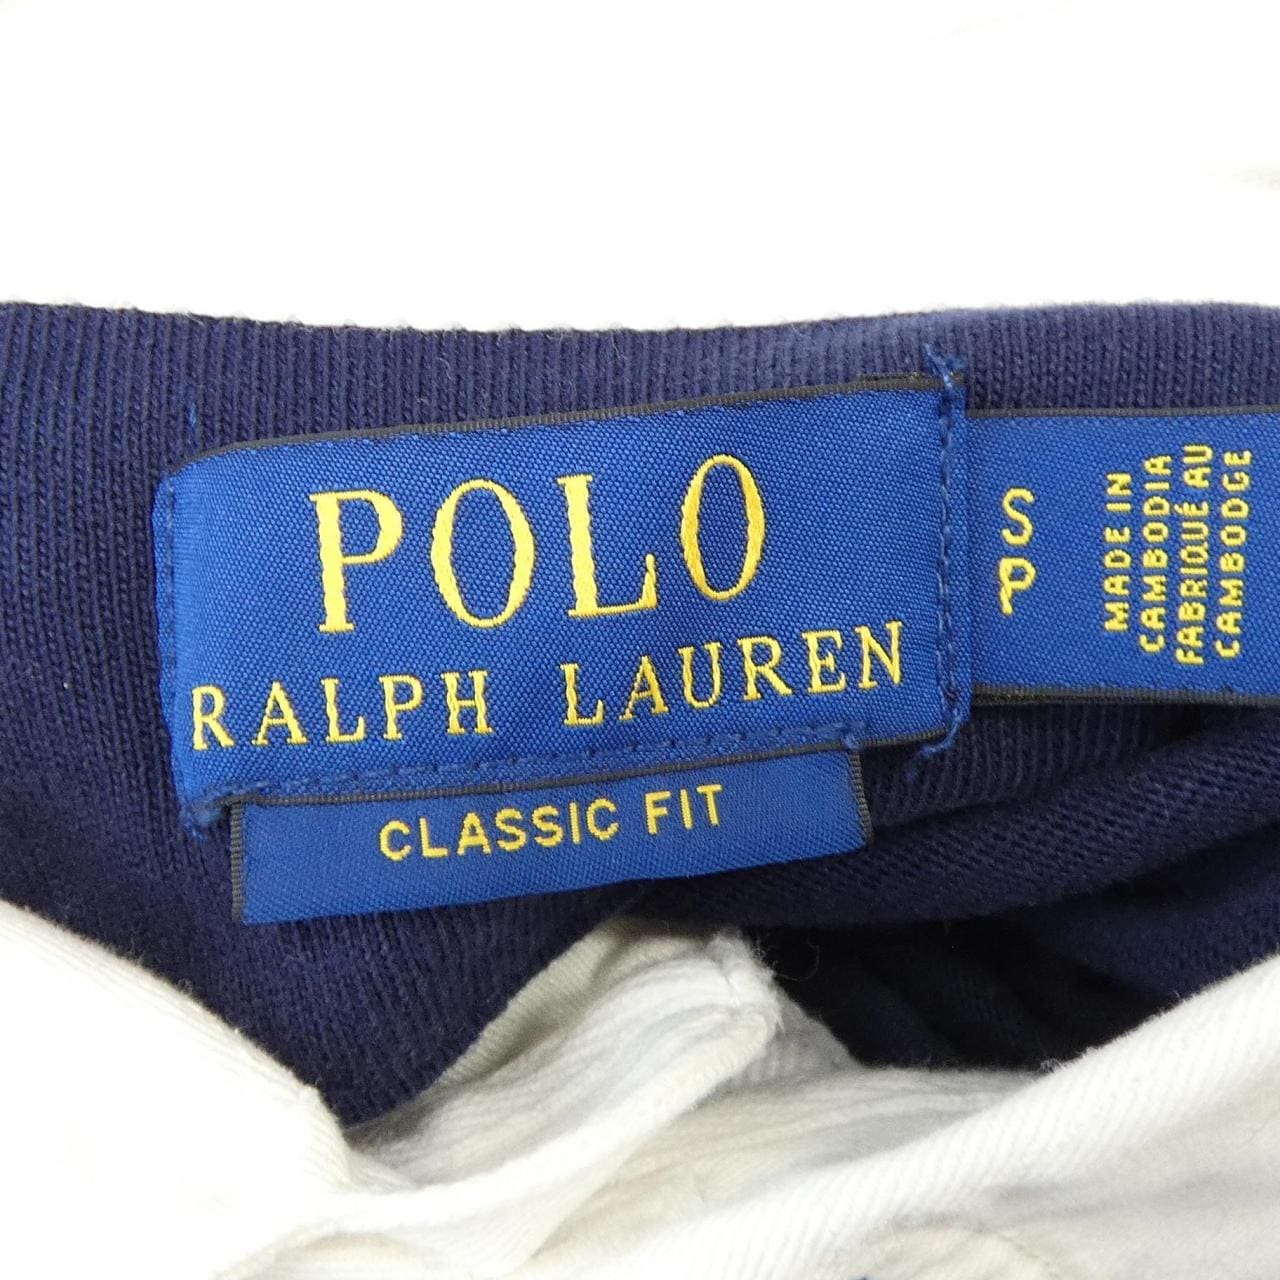 POLO
RALPH LAUREN
CLASSIC FIT
S
P
MADE IN
CAMBODIA
FABRIQUÉ AU
CAMBODGE